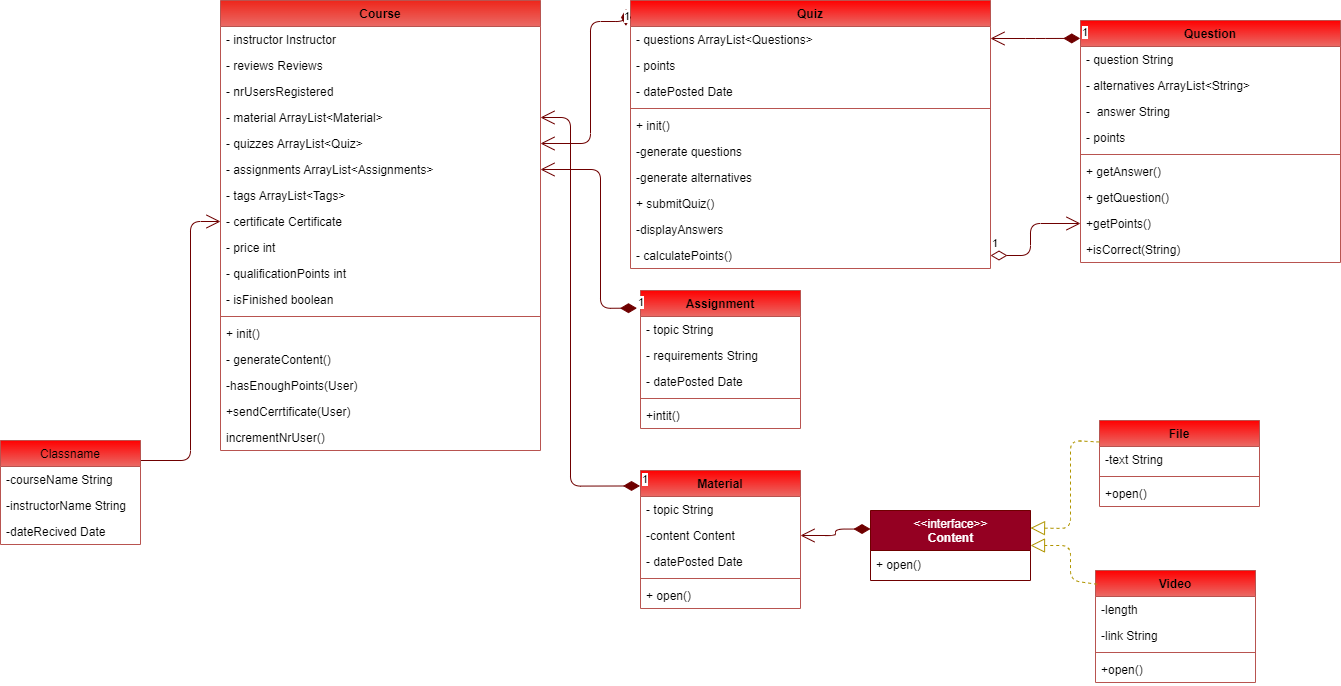 Course
- instructor Instructor
- reviews Reviews
- nrUsersRegistered
- material ArrayList<Material>
- quizzes ArrayList<Quiz>
- assignments ArrayList<Assignments>
- tags ArrayList<Tags>
- certificate Certificate
- price int
- qualificationPoints int
- isFinished boolean
+ init()
- generateContent()
-hasEnoughPoints(User)
+sendCerrtificate(User)
incrementNrUser()
1
Quiz
- questions ArrayList<Questions>
- points
- datePosted Date
+ init()
-generate questions
-generate alternatives
+ submitQuiz()
-displayAnswers
- calculatePoints()
1
1
Question
- question String
- alternatives ArrayList<String>
-  answer String
- points
+ getAnswer()
+ getQuestion()
+getPoints()
+isCorrect(String)
1
Assignment
- topic String
- requirements String
- datePosted Date
+intit()
Classname
-courseName String
-instructorName String
-dateRecived Date
1
Material
- topic String
-content Content
- datePosted Date
+ open()
<<interface>>
Content
+ open()
File
-text String
+open()
Video
-length
-link String
+open()